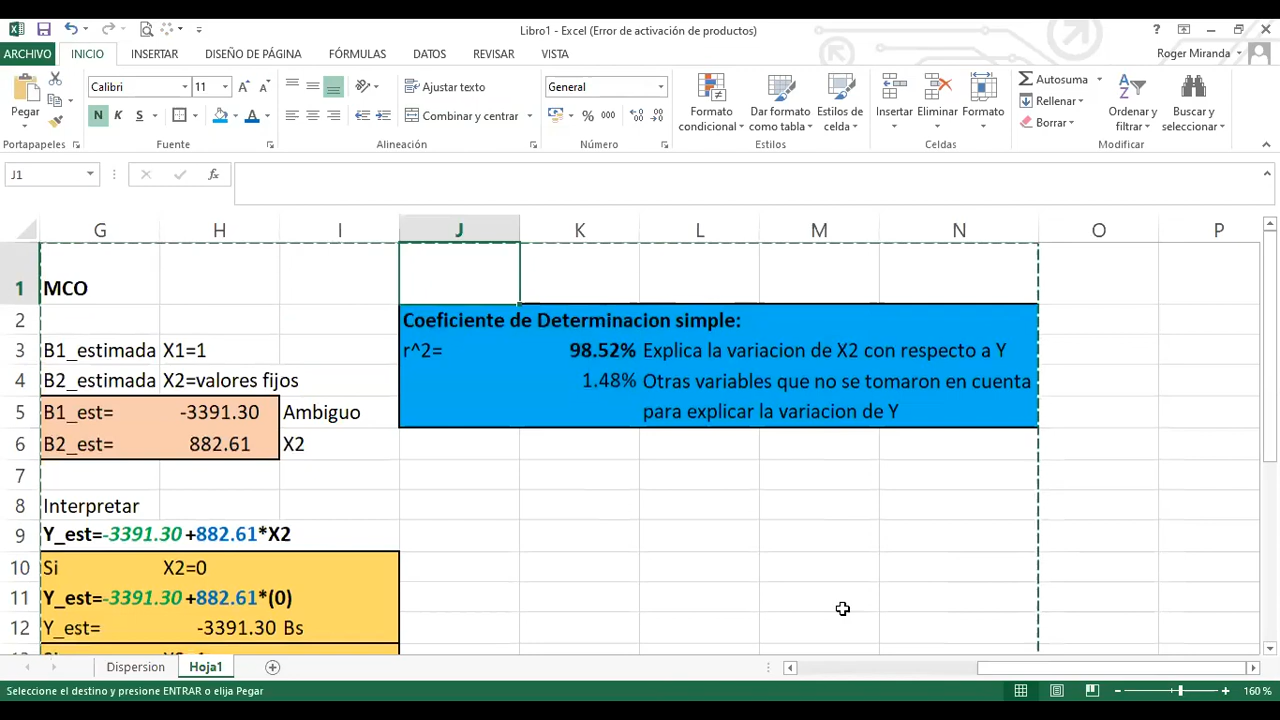 Libro1 - Excel (Error de activación de productos)
ARCHIVO INICIO INSERTAR DISEÑO DE PÁGINA FÓRMULAS DATOS REVISAR VISTA Roger Miranda
Pegar
Calibri 11
N K S
Ajustar texto
Combinar y centrar
General
% 000
Formato condicional
Dar formato como tabla
Estilos de celda
Insertar
Eliminar
Formato
Autosuma
Rellenar
Borrar
Ordenar y filtrar
Buscar y seleccionar
Portapapeles Fuente Alineación Número Estilos Celdas Modificar
J1 fx
G H I J K L M N O P
1 MCO
2 Coeficiente de Determinacion simple:
3 B1_estimada X1=1 r^2= 98.52% Explica la variacion de X2 con respecto a Y
4 B2_estimada X2=valores fijos 1.48% Otras variables que no se tomaron en cuenta
5 B1_est= -3391.30 Ambiguo para explicar la variacion de Y
6 B2_est= 882.61 X2
7
8 Interpretar
9 Y_est=-3391.30+882.61*X2
10 Si X2=0
11 Y_est=-3391.30+882.61*(0)
12 Y_est= -3391.30 Bs
Dispersion Hoja1
Seleccione el destino y presione ENTRAR o elija Pegar
160 %